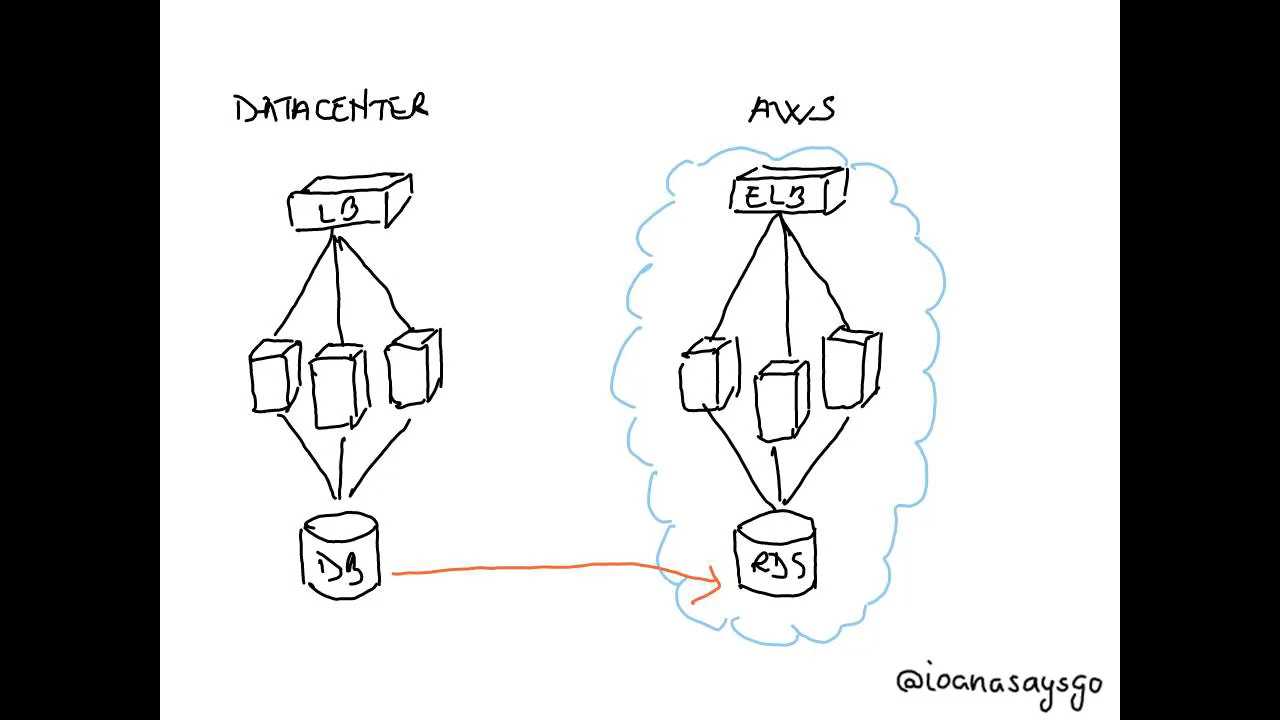 DATACENTER
AWS
LB
ELB
DB
RDS
@ioanasaysgo